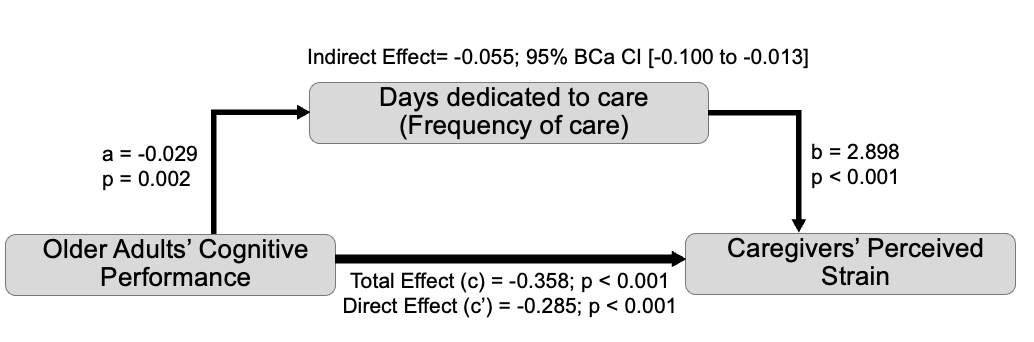 Indirect Effect= -0.055; 95% BCa CI [-0.100 to -0.013]
Days dedicated to care
(Frequency of care)
a = -0.029
p = 0.002
b = 2.898
p < 0.001
Older Adults’ Cognitive
Performance
Caregivers’ Perceived
Strain
Total Effect (c) = -0.358; p < 0.001
Direct Effect (c’) = -0.285; p < 0.001